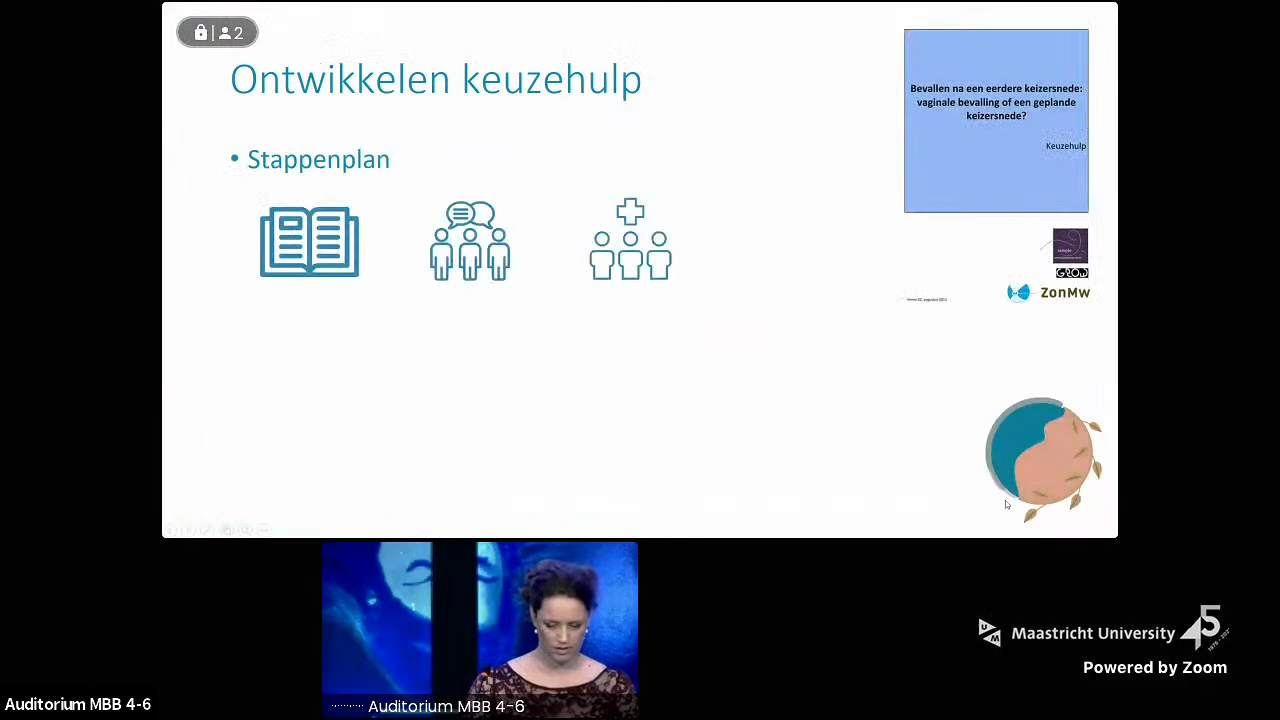 2
Ontwikkelen keuzehulp
• Stappenplan
Bevallen na een eerdere keizersnede:
vaginale bevalling of een geplande
keizersnede?
Keuzehulp
ZonMw
Maastricht University
45
Powered by Zoom
Auditorium MBB 4-6
Auditorium MBB 4-6